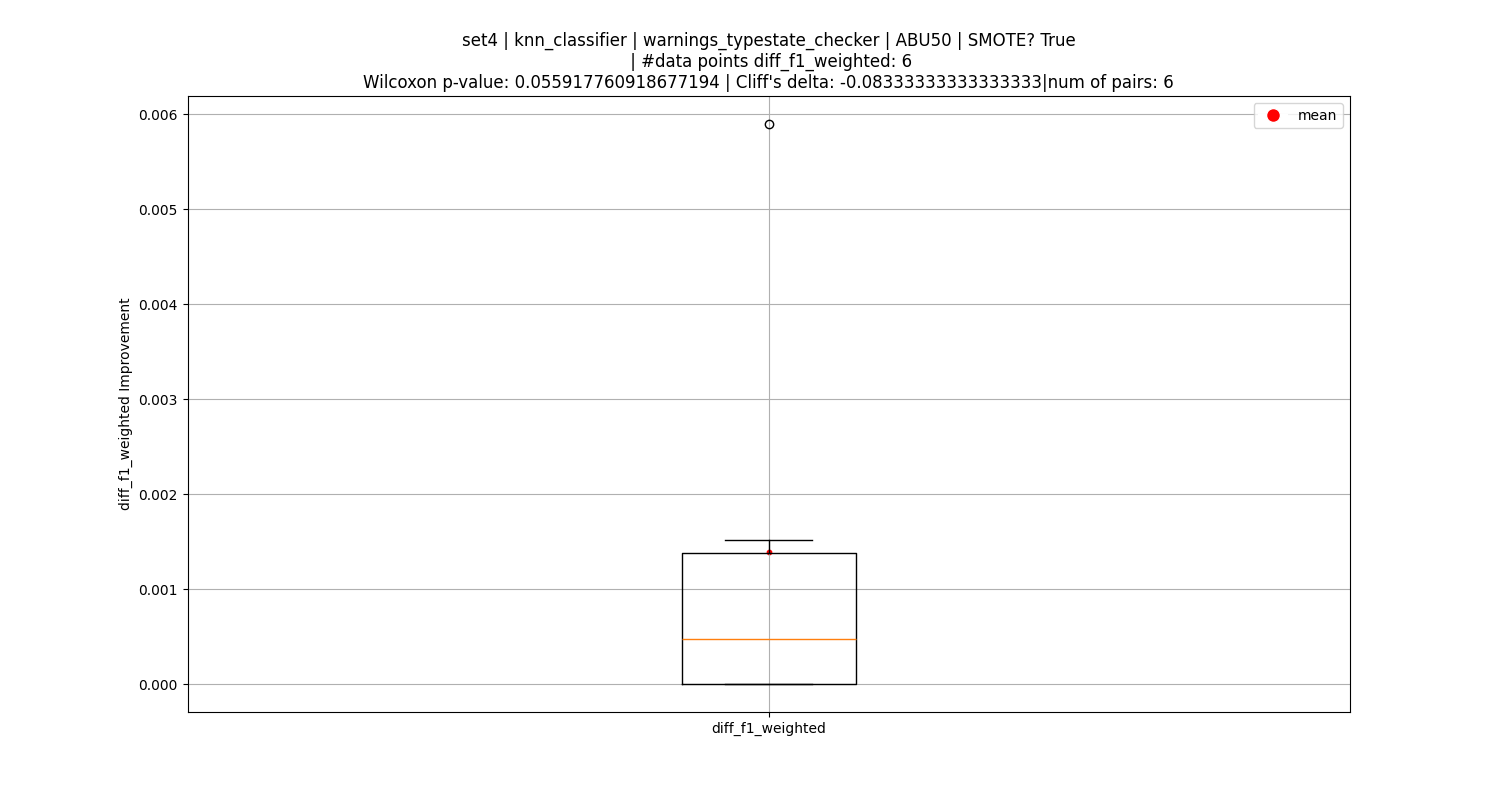 set4 | knn_classifier | warnings_typestate_checker | ABU50 | SMOTE? True
| #data points diff_f1_weighted: 6
Wilcoxon p-value: 0.055917760918677194 | Cliff's delta: -0.08333333333333333|num of pairs: 6
mean
0.006
0.005
0.004
0.003
0.002
0.001
0.000
diff_f1_weighted Improvement
diff_f1_weighted